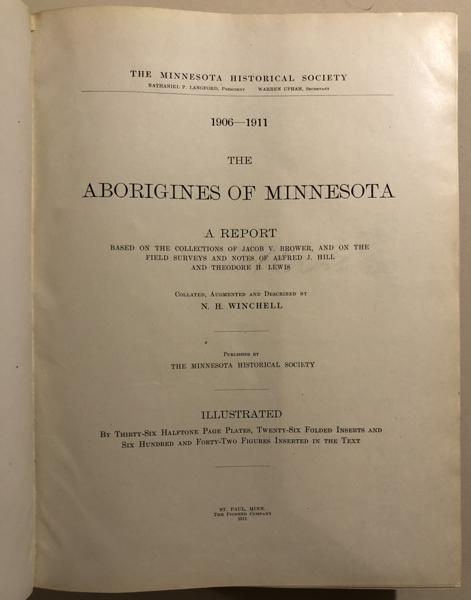 THE MINNESOTA HISTORICAL SOCIETY
NATHANIEL P. LANGFORD, PRESIDENT WARREN UPHAM, SECRETARY
1906—1911
THE
ABORIGINES OF MINNESOTA
A REPORT
BASED ON THE COLLECTIONS OF JACOB V. BROWER, AND ON THE
FIELD SURVEYS AND NOTES OF ALFRED J. HILL
AND THEODORE H. LEWIS
COLLATED, AUGMENTED AND DESCRIBED BY
N. H. WINCHELL
PUBLISHED BY
THE MINNESOTA HISTORICAL SOCIETY
ILLUSTRATED
BY THIRTY-SIX HALFTONE PAGE PLATES, TWENTY-SIX FOLDED INSERTS AND
SIX HUNDRED AND FORTY-TWO FIGURES INSERTED IN THE TEXT
ST. PAUL, MINN.
THE PIONEER COMPANY
1911